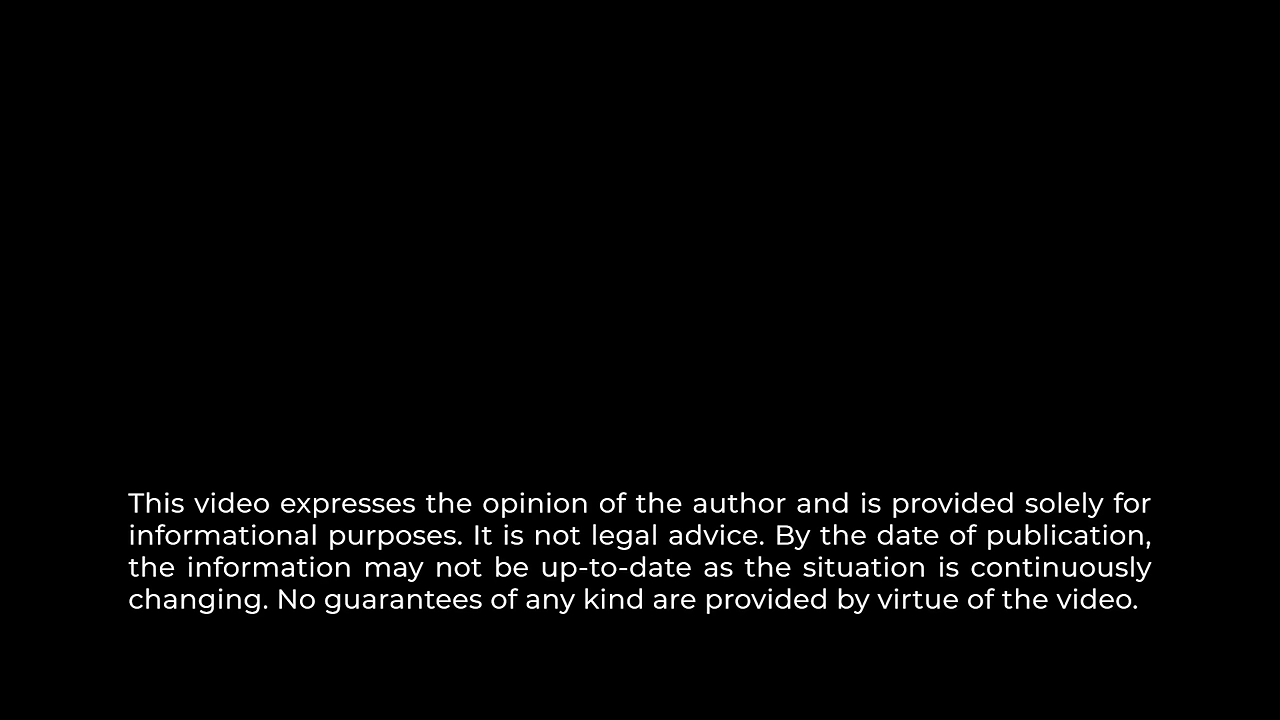 This video expresses the opinion of the author and is provided solely for
informational purposes. It is not legal advice. By the date of publication,
the information may not be up-to-date as the situation is continuously
changing. No guarantees of any kind are provided by virtue of the video.